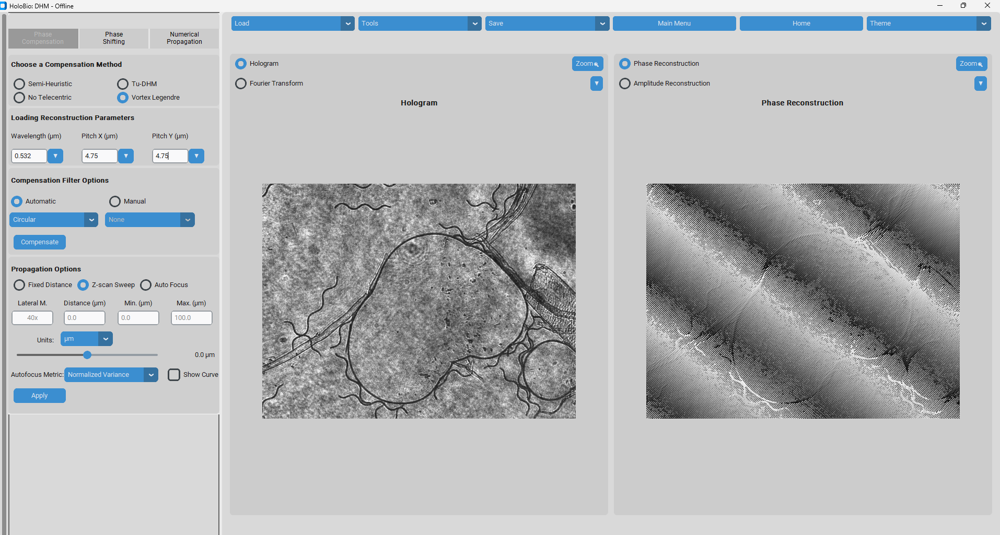 HoloBio: DHM - Offline
Load
Tools
Save
Main Menu
Home
Theme
Phase
Compensation
Phase
Shifting
Numerical
Propagation
Choose a Compensation Method
Semi-Heuristic
Tu-DHM
No Telecentric
Vortex Legendre
Loading Reconstruction Parameters
Wavelength (µm)
Pitch X (µm)
Pitch Y (µm)
0.532
4.75
4.75
Compensation Filter Options
Automatic
Manual
Circular
None
Compensate
Propagation Options
Fixed Distance
Z-scan Sweep
Auto Focus
Lateral M.
Distance (µm)
Min. (µm)
Max. (µm)
40x
0.0
0.0
100.0
Units:
µm
0.0 µm
Autofocus Metric:
Normalized Variance
Show Curve
Apply
Hologram
Zoom
Fourier Transform
Hologram
Phase Reconstruction
Zoom
Amplitude Reconstruction
Phase Reconstruction